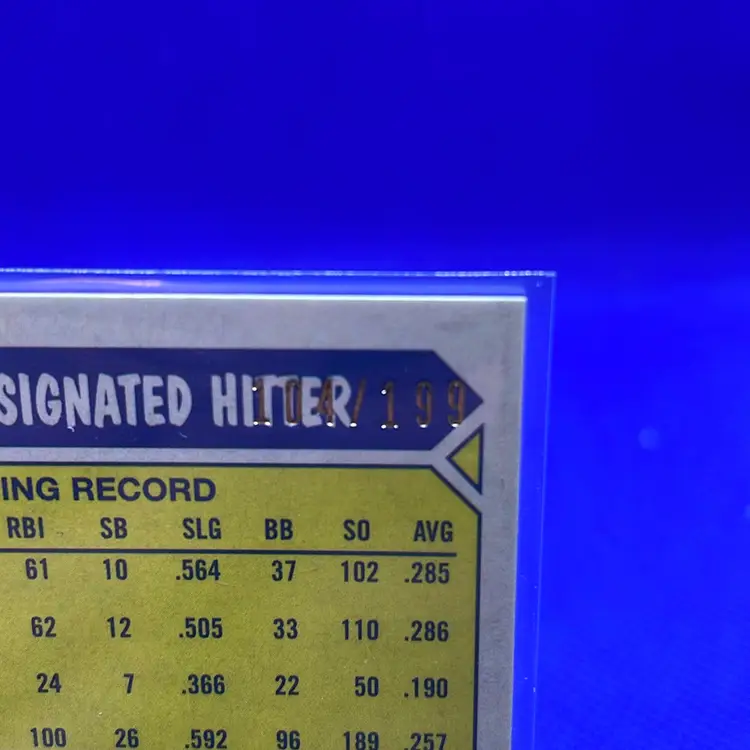 SIGNATED HITTER 104/199
ING RECORD
RBI SB SLG BB SO AVG
61 10 .564 37 102 .285
62 12 .505 33 110 .286
24 7 .366 22 50 .190
100 26 .592 96 189 .257